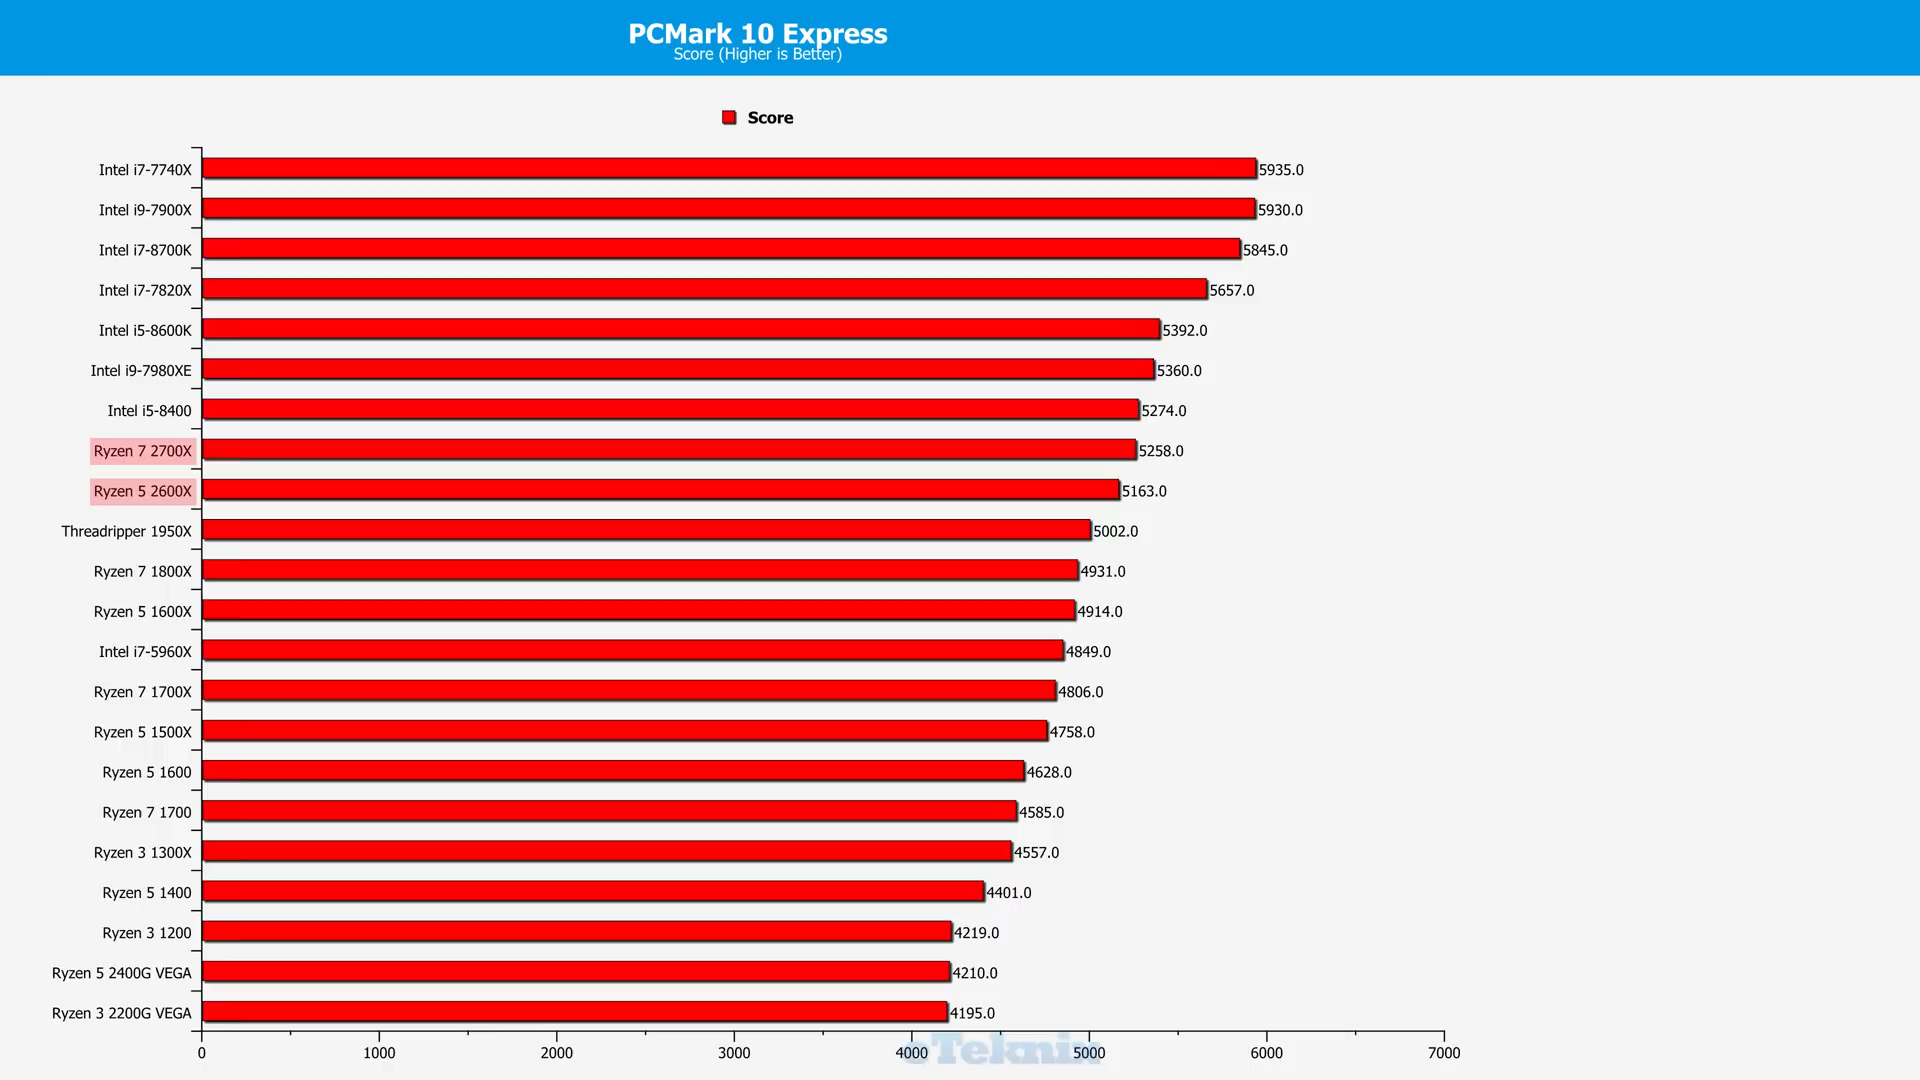 PCMark 10 Express
Score (Higher is Better)
Score
Intel i7-7740X 5935.0
Intel i9-7900X 5930.0
Intel i7-8700K 5845.0
Intel i7-7820X 5657.0
Intel i5-8600K 5392.0
Intel i9-7980XE 5360.0
Intel i5-8400 5274.0
Ryzen 7 2700X 5258.0
Ryzen 5 2600X 5163.0
Threadripper 1950X 5002.0
Ryzen 7 1800X 4931.0
Ryzen 5 1600X 4914.0
Intel i7-5960X 4849.0
Ryzen 7 1700X 4806.0
Ryzen 5 1500X 4758.0
Ryzen 5 1600 4628.0
Ryzen 7 1700 4585.0
Ryzen 3 1300X 4557.0
Ryzen 5 1400 4401.0
Ryzen 3 1200 4219.0
Ryzen 5 2400G VEGA 4210.0
Ryzen 3 2200G VEGA 4195.0
0 1000 2000 3000 4000 5000 6000 7000
eTeknix